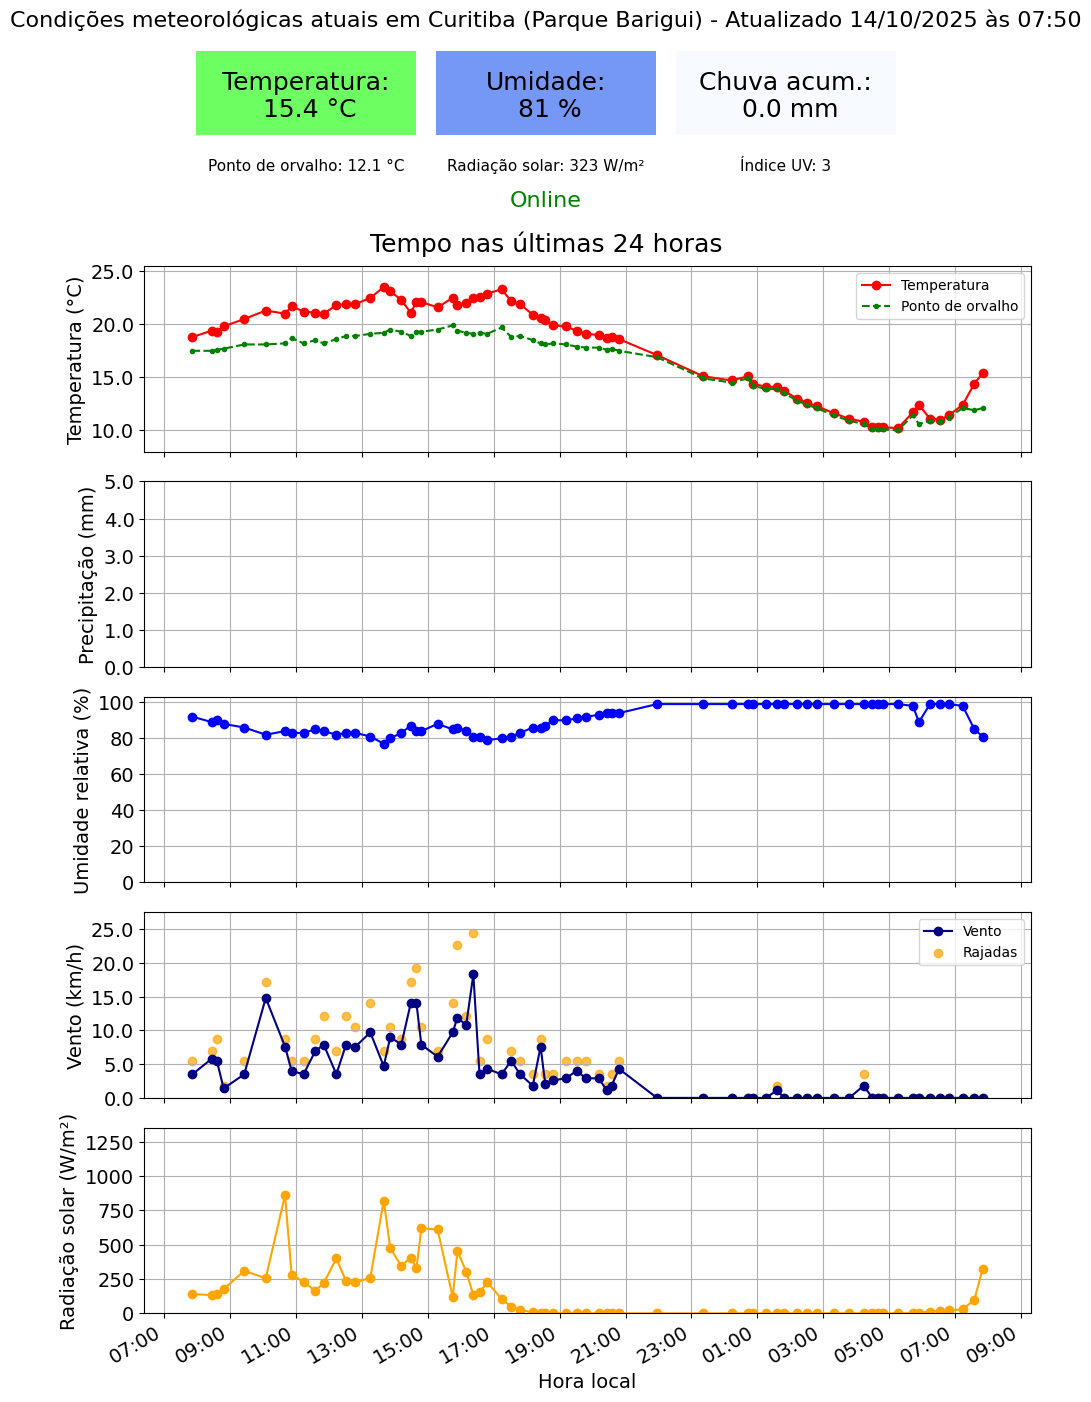 Condições meteorológicas atuais em Curitiba (Parque Barigui) - Atualizado 14/10/2025 às 07:50
Temperatura:
15.4 °C
Umidade:
81 %
Chuva acum.:
0.0 mm
Ponto de orvalho: 12.1 °C
Radiação solar: 323 W/m²
Índice UV: 3
Online
Tempo nas últimas 24 horas
Temperatura (°C)
25.0
20.0
15.0
10.0
Temperatura
Ponto de orvalho
Precipitação (mm)
5.0
4.0
3.0
2.0
1.0
0.0
Umidade relativa (%)
100
80
60
40
20
0
Vento (km/h)
25.0
20.0
15.0
10.0
5.0
0.0
Vento
Rajadas
Radiação solar (W/m²)
1250
1000
750
500
250
0
07:00
09:00
11:00
13:00
15:00
17:00
19:00
21:00
23:00
01:00
03:00
05:00
07:00
09:00
Hora local